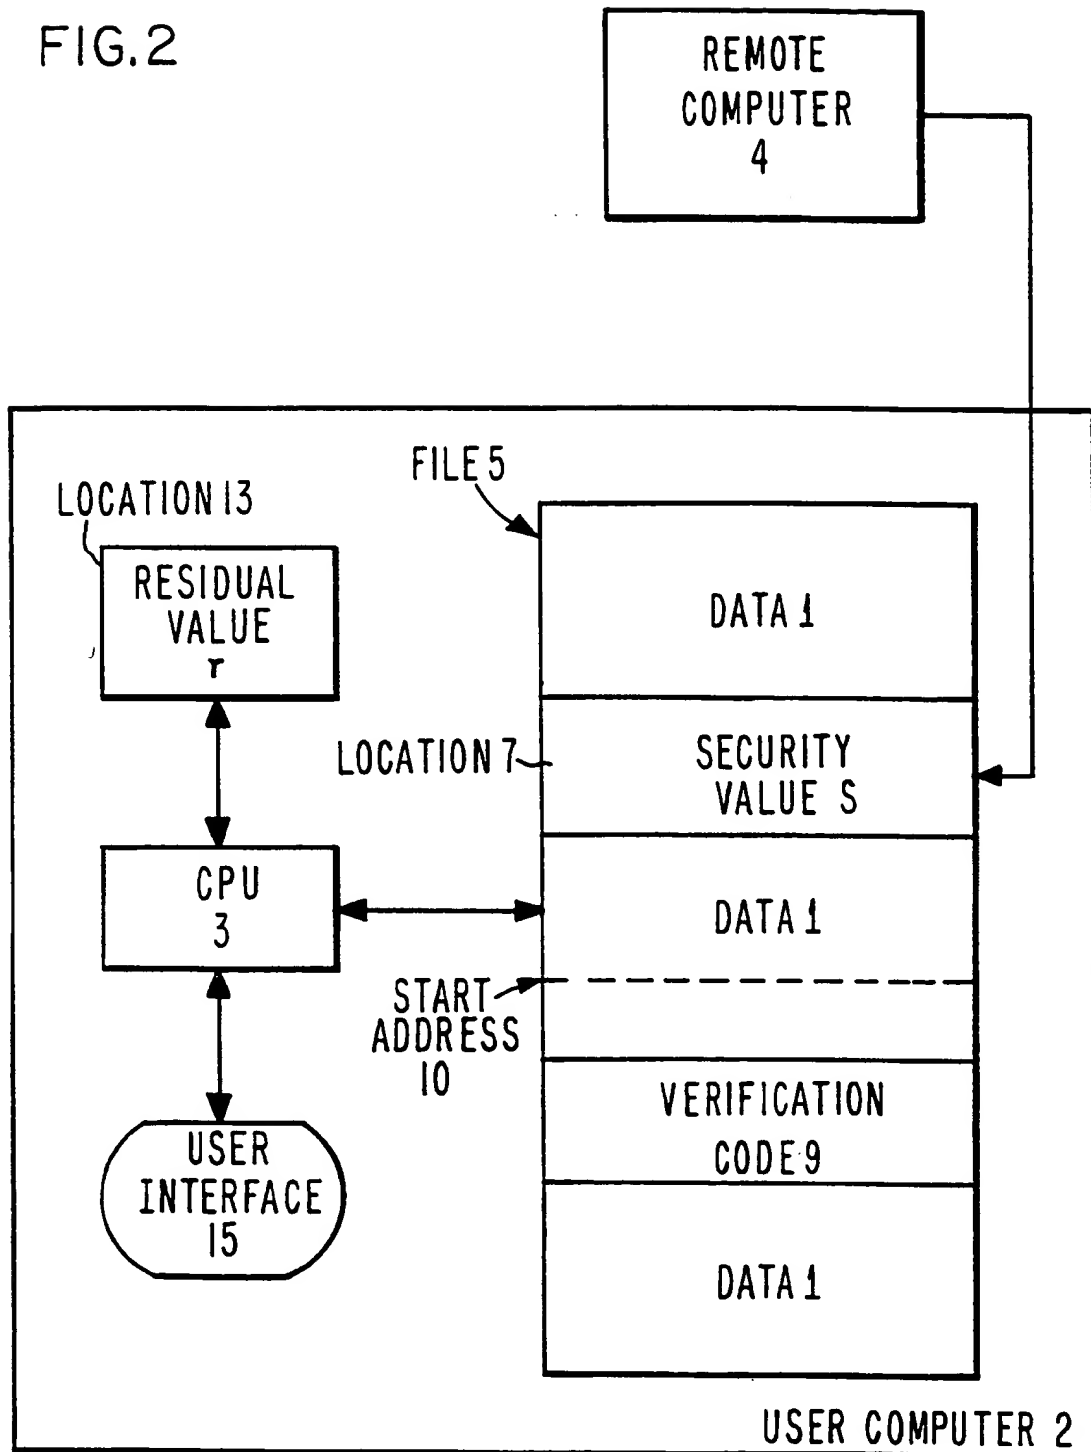 FIG.2
REMOTE
COMPUTER
4
FILE 5
LOCATION 13
RESIDUAL
VALUE
r
DATA 1
LOCATION 7
SECURITY
VALUE S
CPU
3
DATA 1
START
ADDRESS
10
VERIFICATION
CODE 9
USER
INTERFACE
15
DATA 1
USER COMPUTER 2